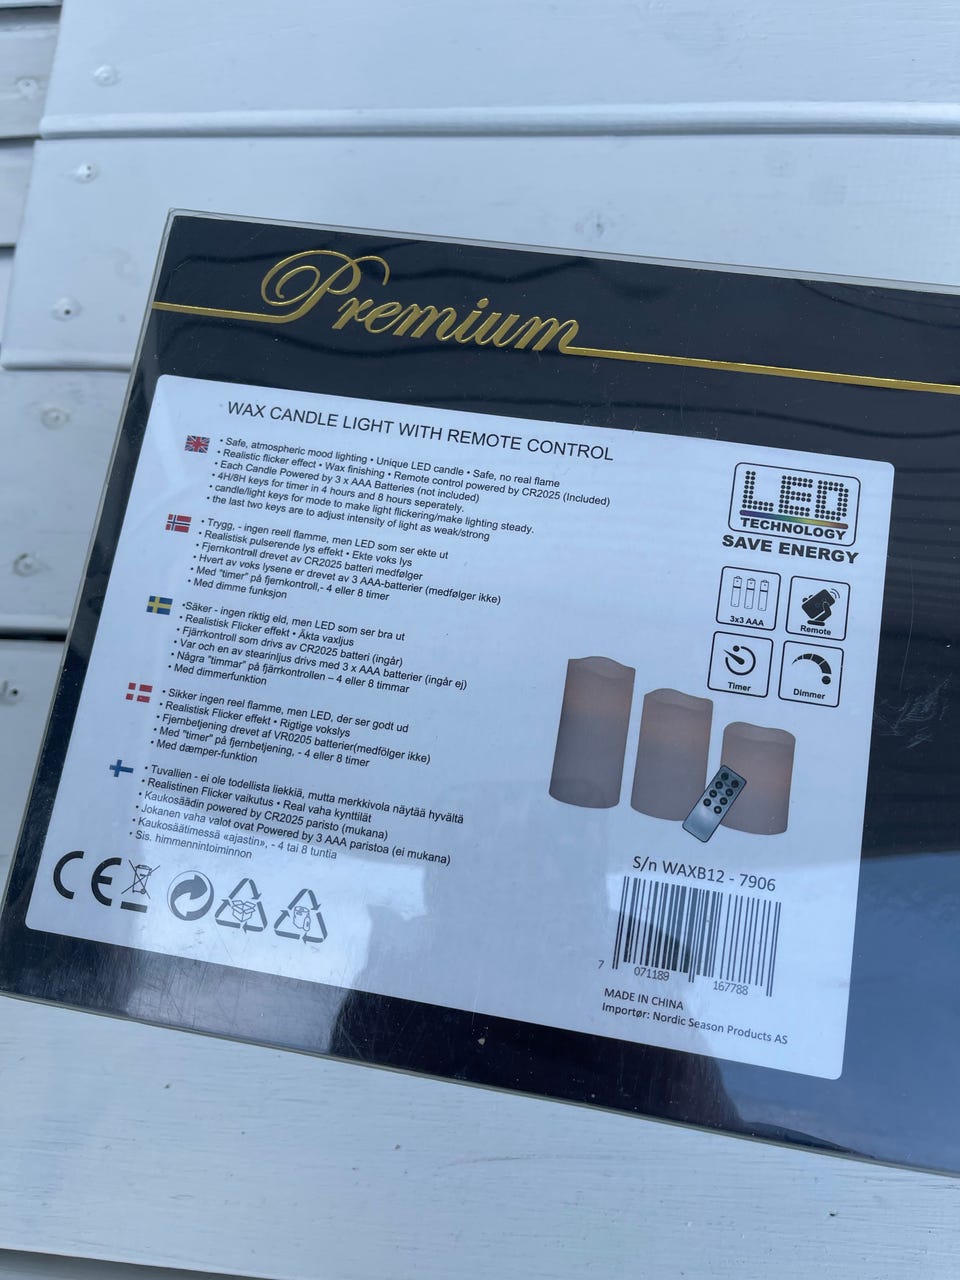 Premium
WAX CANDLE LIGHT WITH REMOTE CONTROL
• Safe, atmospheric mood lighting • Unique LED candle • Safe, no real flame
• Realistic flicker effect • Wax finishing • Remote control powered by CR2025 (Included)
• Each Candle Powered by 3 x AAA Batteries (not included)
• 4H/8H keys for timer in 4 hours and 8 hours seperately.
• candle/light keys for mode to make light flickering/make lighting steady.
• the last two keys are to adjust intensity of light as weak/strong
• Trygg, - ingen reell flamme, men LED som ser ekte ut
• Realistisk pulserende lys effekt • Ekte voks lys
• Fjernkontroll drevet av CR2025 batteri medfølger
• Hvert av voks lysene er drevet av 3 AAA-batterier (medfølger ikke)
• Med "timer" på fjernkontroll,- 4 eller 8 timer
• Med dimme funksjon
•Säker - ingen riktig eld, men LED som ser bra ut
• Realistisk Flicker effekt • Äkta vaxljus
• Fjärrkontroll som drivs av CR2025 batteri (ingår)
• Var och en av stearinljus drivs med 3 x AAA batterier (ingår ej)
• Några "timmar" på fjärrkontrollen – 4 eller 8 timmar
• Med dimmerfunktion
• Sikker ingen reel flamme, men LED, der ser godt ud
• Realistisk Flicker effekt • Rigtige vokslys
• Fjernbetjening drevet af VR0205 batterier(medfölger ikke)
• Med "timer" på fjernbetjening, - 4 eller 8 timer
• Med dæmper-funktion
• Tuvallien - ei ole todellista liekkiä, mutta merkkivola näytää hyvältä
• Realistinen Flicker vaikutus • Real vaha kynttilät
• Kaukosäädin powered by CR2025 paristo (mukana)
• Jokanen vaha valot ovat Powered by 3 AAA paristoa (ei mukana)
• Kaukosäätimessä «ajastin», - 4 tai 8 tuntia
• Sis. himmennintoiminnon
CE
LED
TECHNOLOGY
SAVE ENERGY
3x3 AAA
Remote
Timer
Dimmer
S/n WAXB12 - 7906
7 071189 167788
MADE IN CHINA
Importør: Nordic Season Products AS